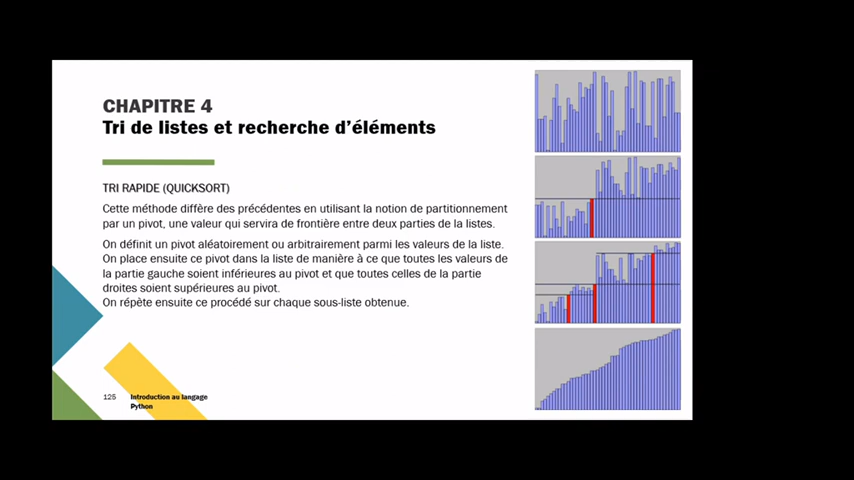 CHAPITRE 4
Tri de listes et recherche d'éléments
TRI RAPIDE (QUICKSORT)
Cette méthode diffère des précédentes en utilisant la notion de partitionnement
par un pivot, une valeur qui servira de frontière entre deux parties de la listes.
On définit un pivot aléatoirement ou arbitrairement parmi les valeurs de la liste.
On place ensuite ce pivot dans la liste de manière à ce que toutes les valeurs de
la partie gauche soient inférieures au pivot et que toutes celles de la partie
droites soient supérieures au pivot.
On répète ensuite ce procédé sur chaque sous-liste obtenue.
125 Introduction au langage
Python